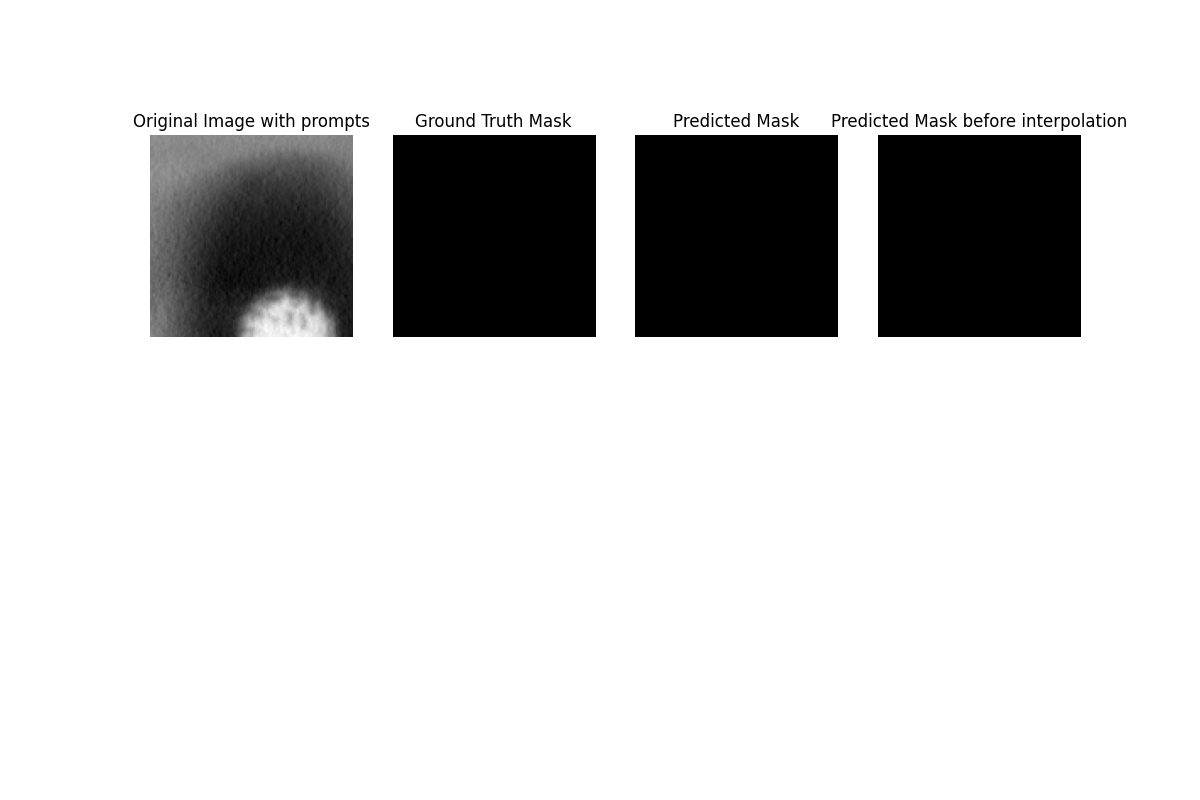 Original Image with prompts
Ground Truth Mask
Predicted Mask
Predicted Mask before interpolation